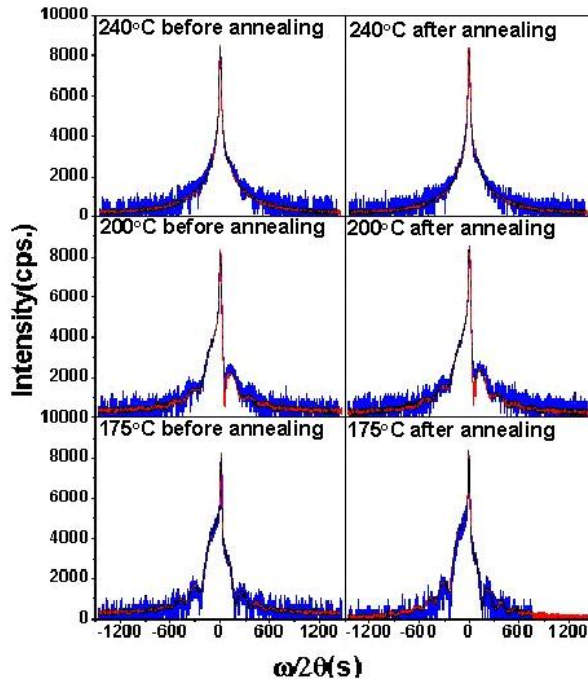 10000
240°C before annealing
240°C after annealing
8000
6000
4000
2000
0
200°C before annealing
200°C after annealing
8000
6000
4000
2000
10000
175°C before annealing
175°C after annealing
8000
6000
4000
2000
0
Intensity(cps.)
-1200 -600 0 600 1200 -1200 -600 0 600 1200
ω/2θ(s)